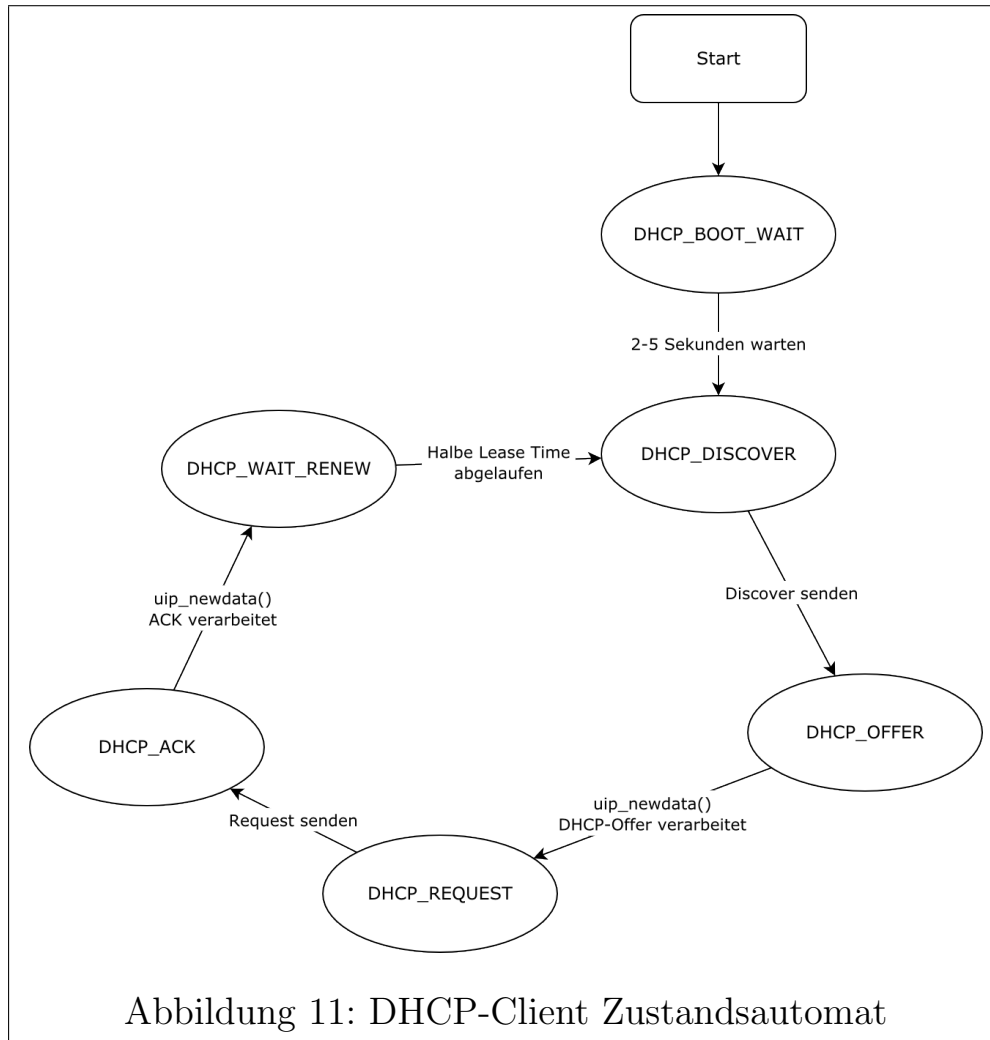 Start
DHCP_BOOT_WAIT
2-5 Sekunden warten
DHCP_DISCOVER
DHCP_WAIT_RENEW
Halbe Lease Time
abgelaufen
Discover senden
uip_newdata()
ACK verarbeitet
DHCP_OFFER
DHCP_ACK
uip_newdata()
DHCP-Offer verarbeitet
Request senden
DHCP_REQUEST
Abbildung 11: DHCP-Client Zustandsautomat